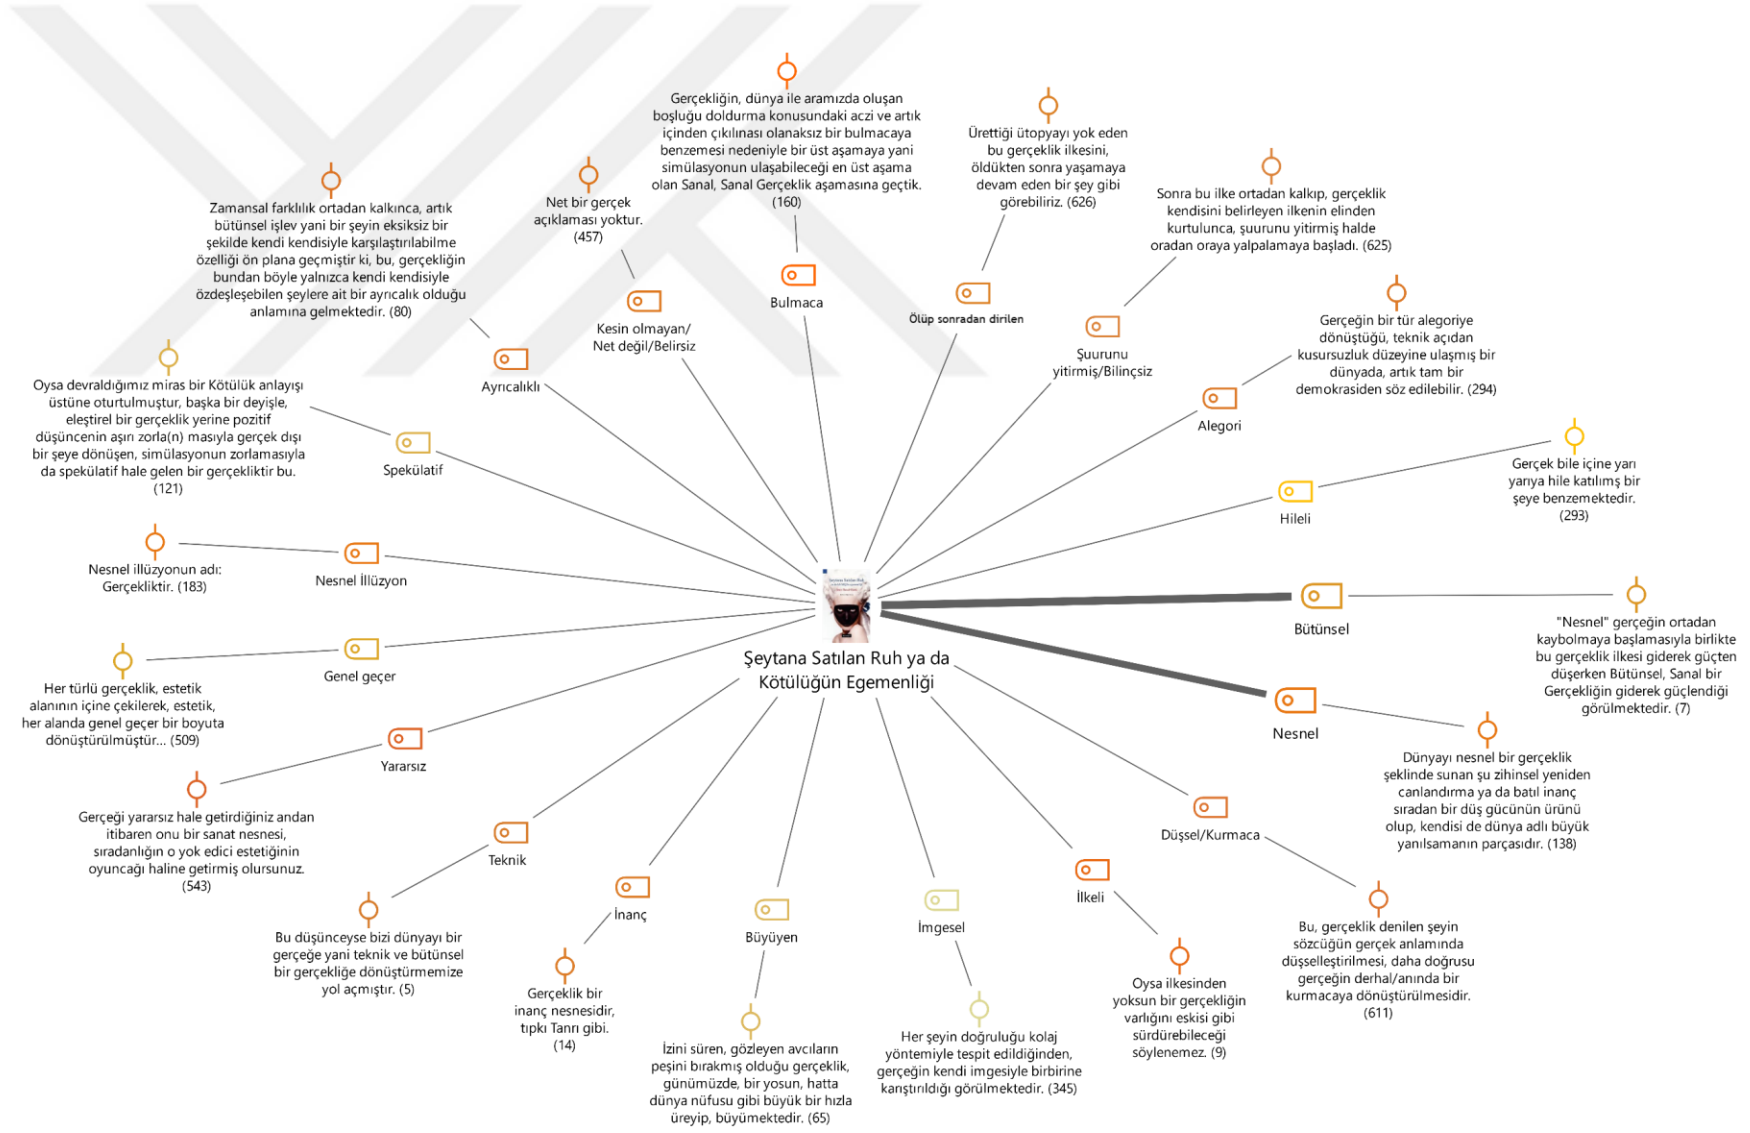 Gerçekliğin, dünya ile aramızda oluşan
boşluğu doldurma konusundaki aczi ve artık
içinden çıkılınası olanaksız bir bulmacaya
benzemesi nedeniyle bir üst aşamaya yani
simülasyonun ulaşabileceği en üst aşama
olan Sanal, Sanal Gerçeklik aşamasına geçtik.
(160)
Bulmaca
Ürettiği ütopyayı yok eden
bu gerçeklik ilkesini,
öldükten sonra yaşamaya
devam eden bir şey gibi
görebiliriz. (626)
Ölüp sonradan dirilen
Sonra bu ilke ortadan kalkıp, gerçeklik
kendisini belirleyen ilkenin elinden
kurtulunca, şuurunu yitirmiş halde
oradan oraya yalpalamaya başladı. (625)
Şuurunu
yitirmiş/Bilinçsiz
Gerçeğin bir tür alegoriye
dönüştüğü, teknik açıdan
kusursuzluk düzeyine ulaşmış bir
dünyada, artık tam bir
demokrasiden söz edilebilir. (294)
Alegori
Gerçek bile içine yarı
yarıya hile katılımş bir
şeye benzemektedir.
(293)
Hileli
"Nesnel" gerçeğin ortadan
kaybolmaya başlamasıyla birlikte
bu gerçeklik ilkesi giderek güçten
düşerken Bütünsel, Sanal bir
Gerçekliğin giderek güçlendiği
görülmektedir. (7)
Bütünsel
Dünyayı nesnel bir gerçeklik
şeklinde sunan şu zihinsel yeniden
canlandırma ya da batıl inanç
sıradan bir düş gücünün ürünü
olup, kendisi de dünya adlı büyük
yanılsamanın parçasıdır. (138)
Nesnel
Bu, gerçeklik denilen şeyin
sözcüğün gerçek anlamında
düşselleştirilmesi, daha doğrusu
gerçeğin derhal/anında bir
kurmacaya dönüştürülmesidir.
(611)
Düşsel/Kurmaca
Oysa ilkesinden
yoksun bir gerçekliğin
varlığını eskisi gibi
sürdürebileceği
söylenemez. (9)
İlkeli
Her şeyin doğruluğu kolaj
yöntemiyle tespit edildiğinden,
gerçeğin kendi imgesiyle birbirine
karıştırıldığı görülmektedir. (345)
İmgesel
İzini süren, gözleyen avcıların
peşini bırakmış olduğu gerçeklik,
günümüzde, bir yosun, hatta
dünya nüfusu gibi büyük bir hızla
üreyip, büyümektedir. (65)
Büyüyen
Gerçeklik bir
inanç nesnesidir,
tıpkı Tanrı gibi.
(14)
İnanç
Bu düşünceyse bizi dünyayı bir
gerçeğe yani teknik ve bütünsel
bir gerçekliğe dönüştürmemize
yol açmıştır. (5)
Teknik
Gerçeği yararsız hale getirdiğiniz andan
itibaren onu bir sanat nesnesi,
sıradanlığın o yok edici estetiğinin
oyuncağı haline getirmiş olursunuz.
(543)
Yararsız
Her türlü gerçeklik, estetik
alanının içine çekilerek, estetik,
her alanda genel geçer bir boyuta
dönüştürülmüştür... (509)
Genel geçer
Nesnel illüzyonun adı:
Gerçekliktir. (183)
Nesnel İllüzyon
Oysa devraldığımız miras bir Kötülük anlayışı
üstüne oturtulmuştur, başka bir deyişle,
eleştirel bir gerçeklik yerine pozitif
düşüncenin aşırı zorla(n) masıyla gerçek dışı
bir şeye dönüşen, simülasyonun zorlamasıyla
da spekülatif hale gelen bir gerçekliktir bu.
(121)
Spekülatif
Zamansal farklılık ortadan kalkınca, artık
bütünsel işlev yani bir şeyin eksiksiz bir
şekilde kendi kendisiyle karşılaştırılabilme
özelliği ön plana geçmiştir ki, bu, gerçekliğin
bundan böyle yalnızca kendi kendisiyle
özdeşleşebilen şeylere ait bir ayrıcalık olduğu
anlamına gelmektedir. (80)
Ayrıcalıklı
Net bir gerçek
açıklaması yoktur.
(457)
Kesin olmayan/
Net değil/Belirsiz
Şeytana Satılan Ruh ya da
Kötülüğün Egemenliği